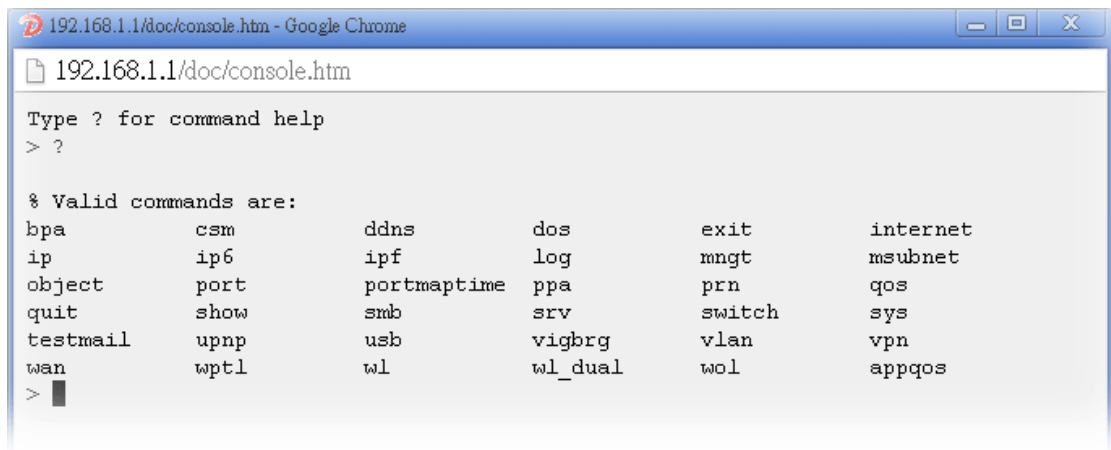 192.168.1.1/doc/console.htm - Google Chrome
192.168.1.1/doc/console.htm
Type ? for command help
> ?
% Valid commands are:
bpa csm ddns dos exit internet
ip ip6 ipf log mngt msubnet
object port portmaptime ppa prn qos
quit show smb srv switch sys
testmail upnp usb vigbrg vlan vpn
wan wptl wl wl_dual wol appqos
>